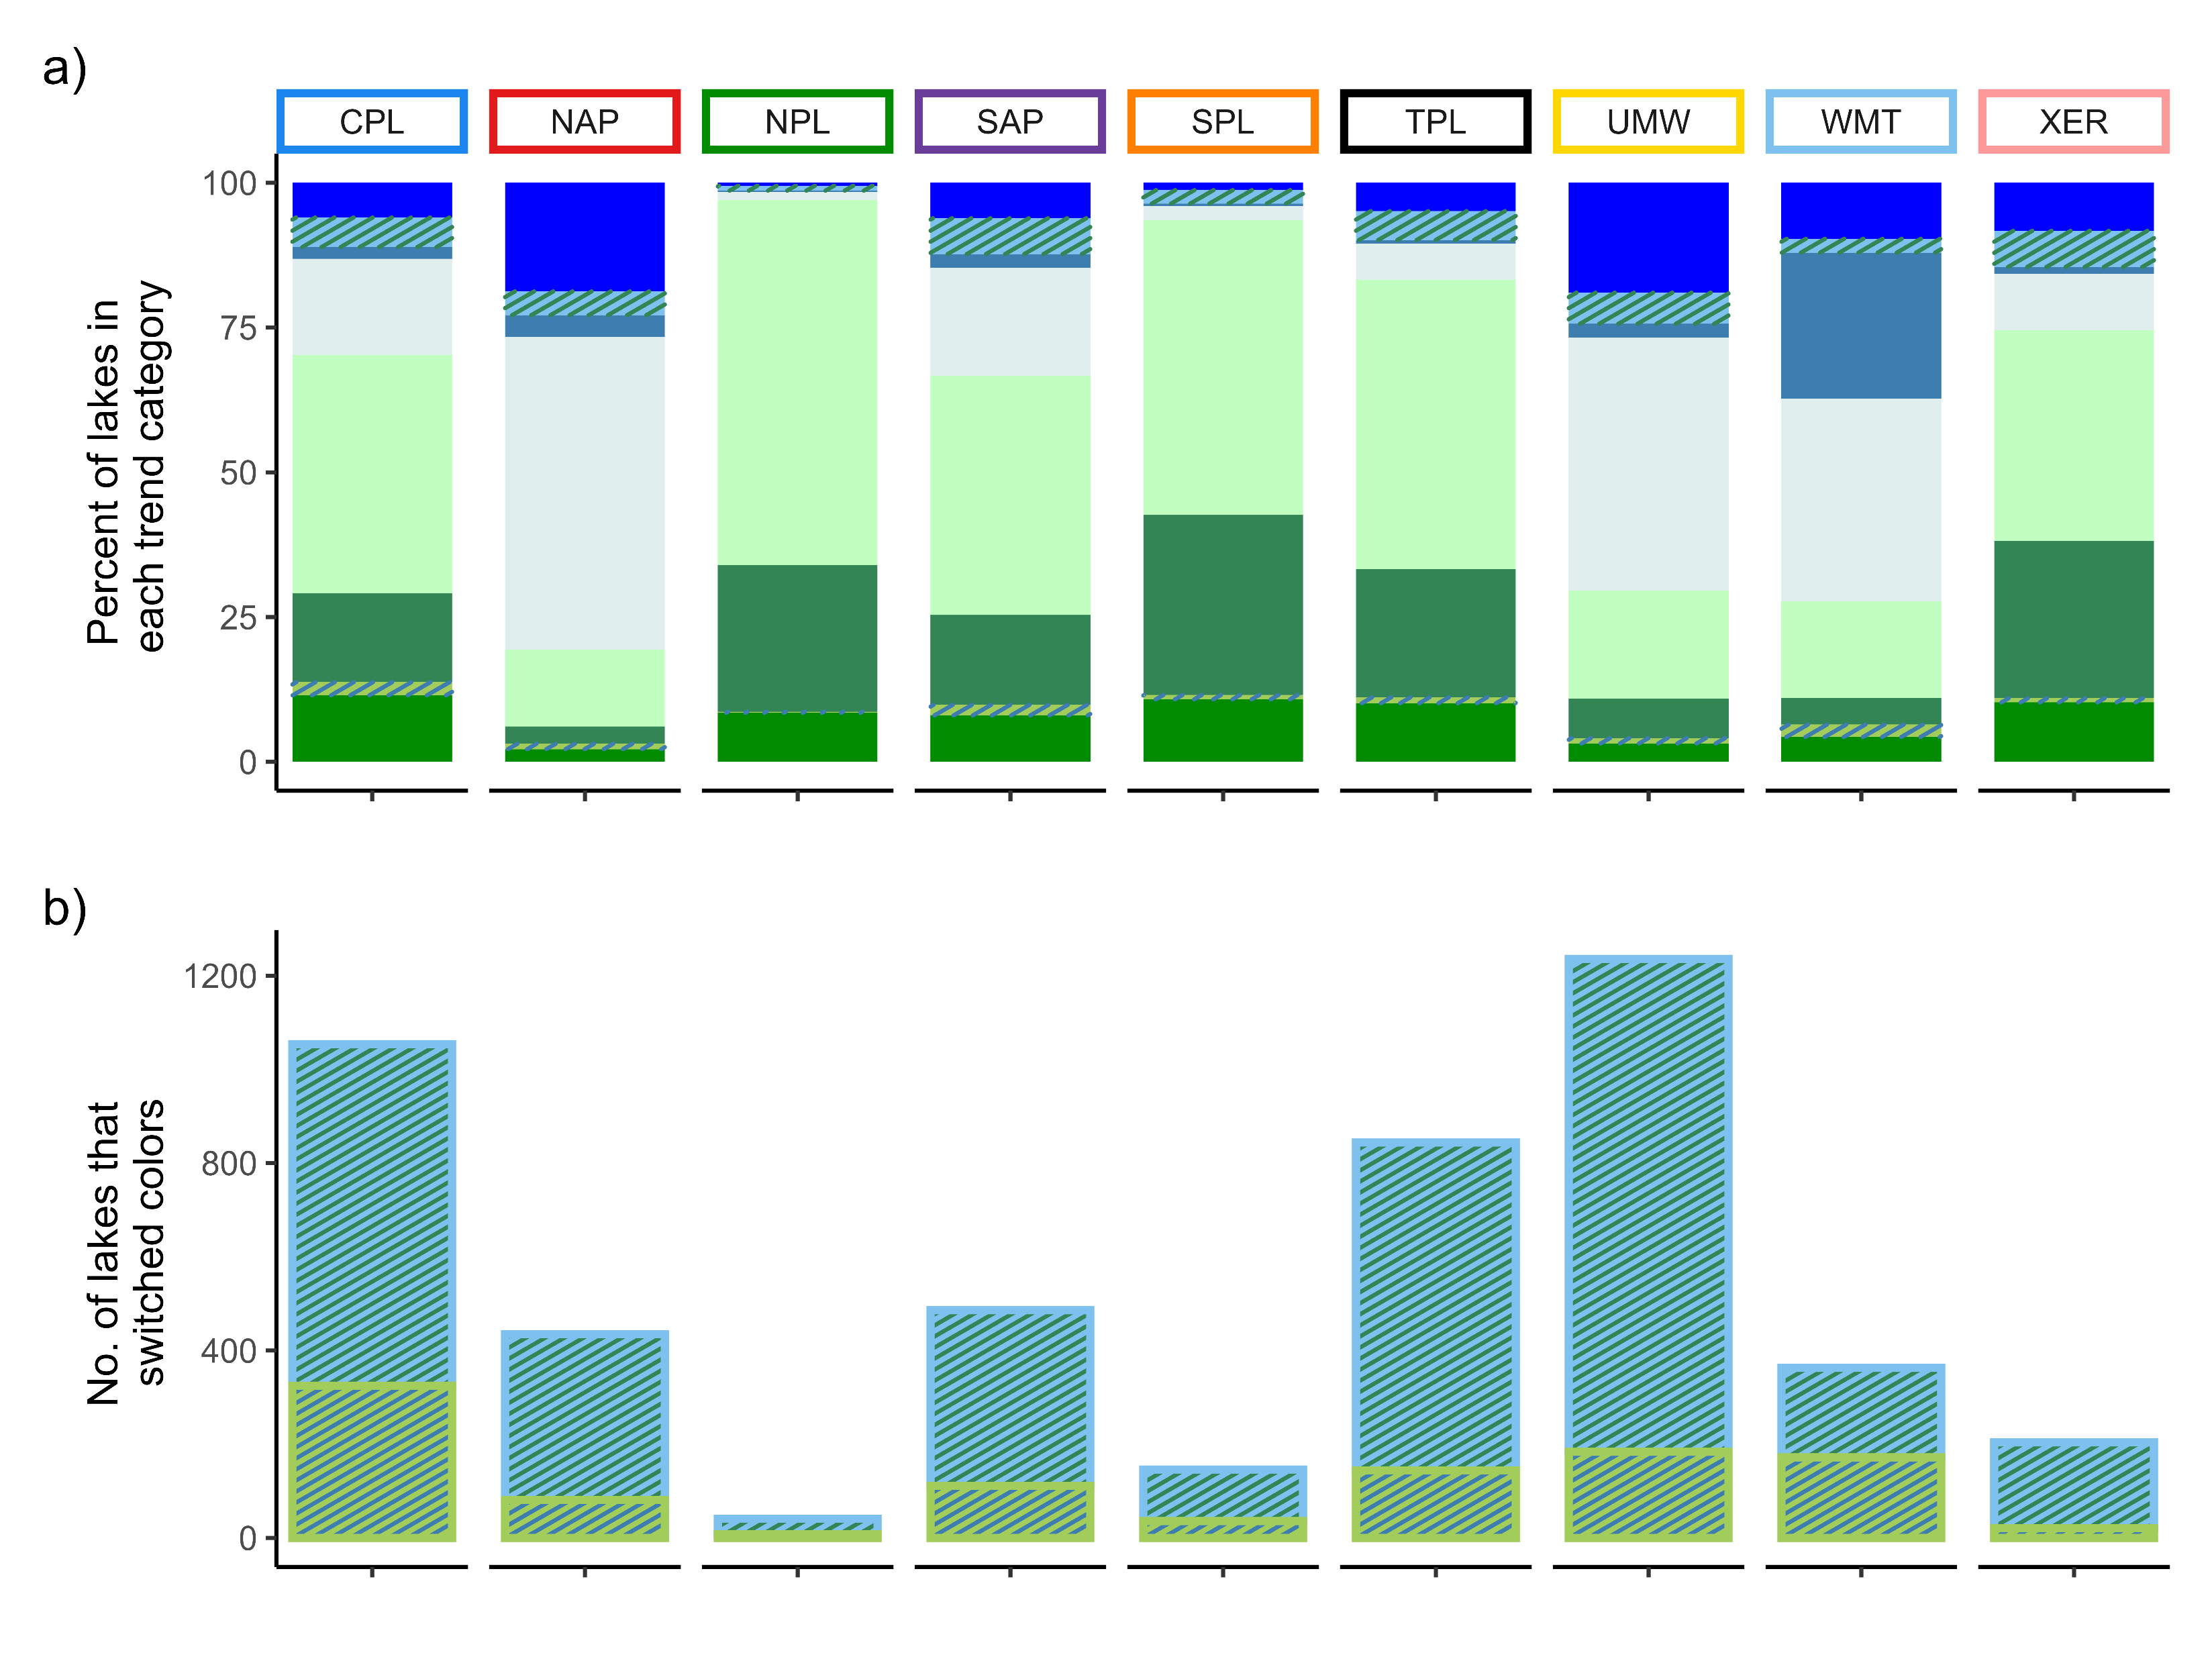 a)
CPL NAP NPL SAP SPL TPL UMW WMT XER
Percent of lakes in
each trend category
100
75
50
25
0
b)
No. of lakes that
switched colors
1200
800
400
0